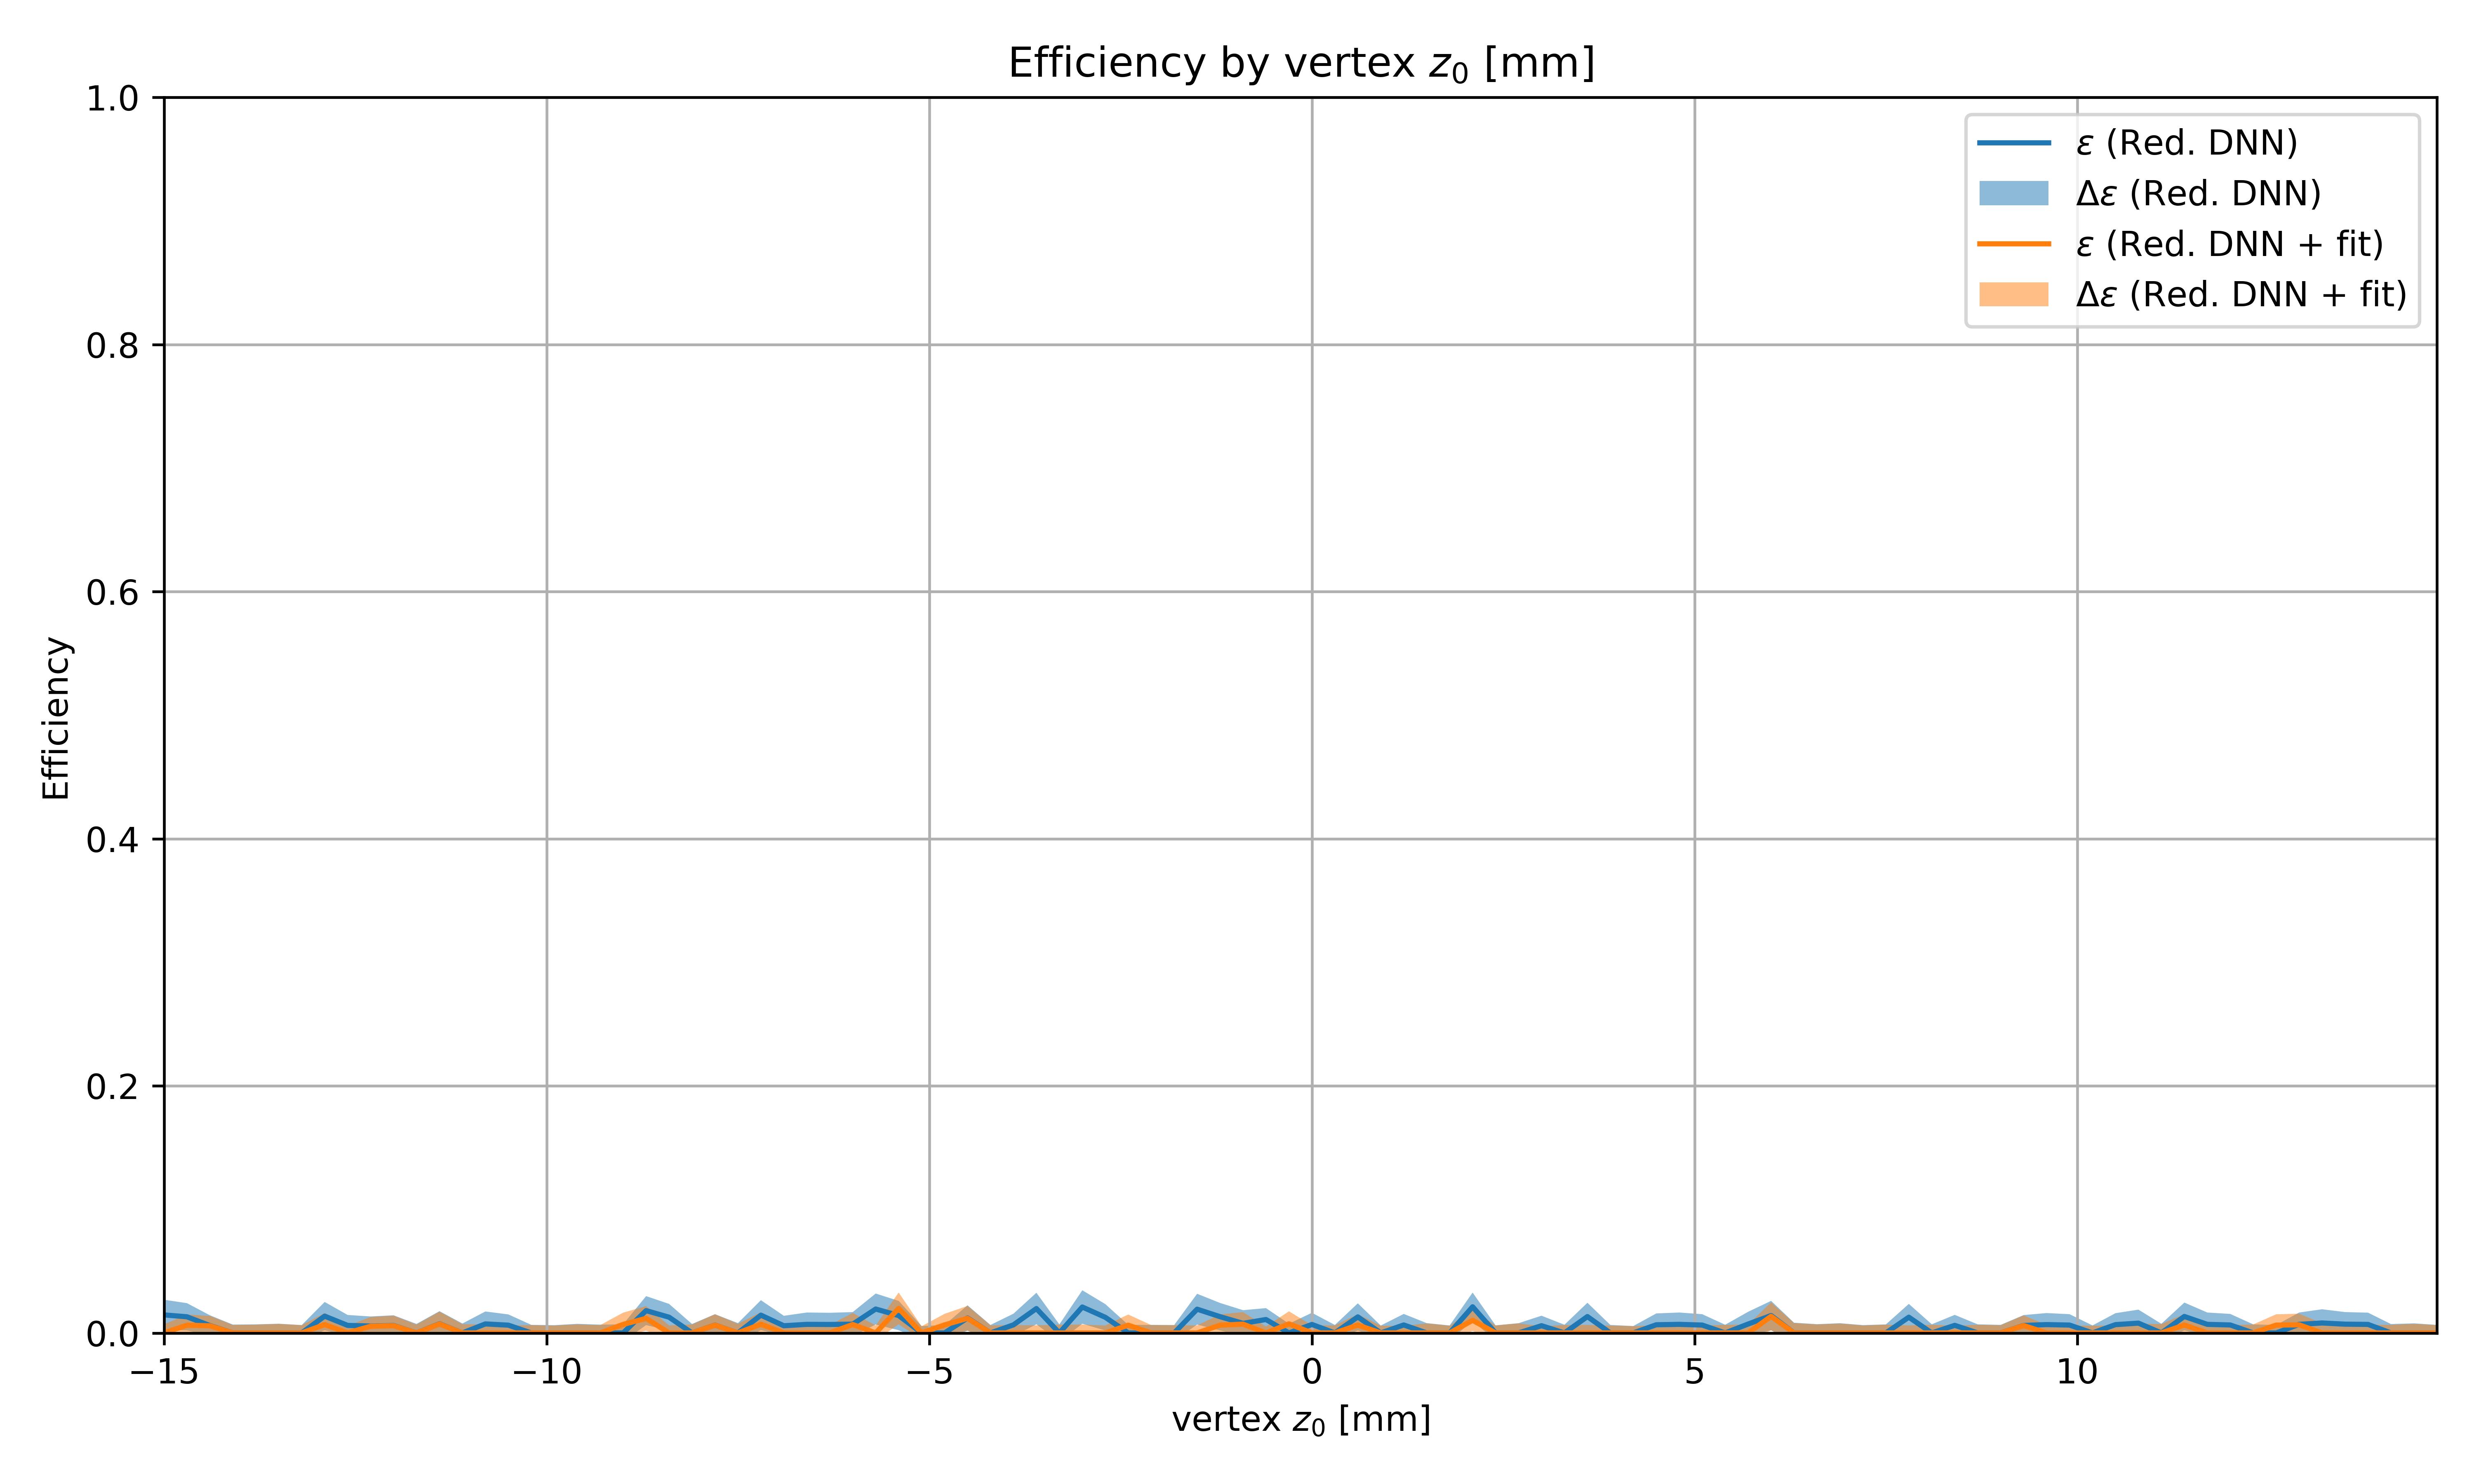 Efficiency by vertex z₀ [mm]
1.0
0.8
0.6
0.4
0.2
0.0
Efficiency
ε (Red. DNN)
Δε (Red. DNN)
ε (Red. DNN + fit)
Δε (Red. DNN + fit)
−15 −10 −5 0 5 10
vertex z₀ [mm]